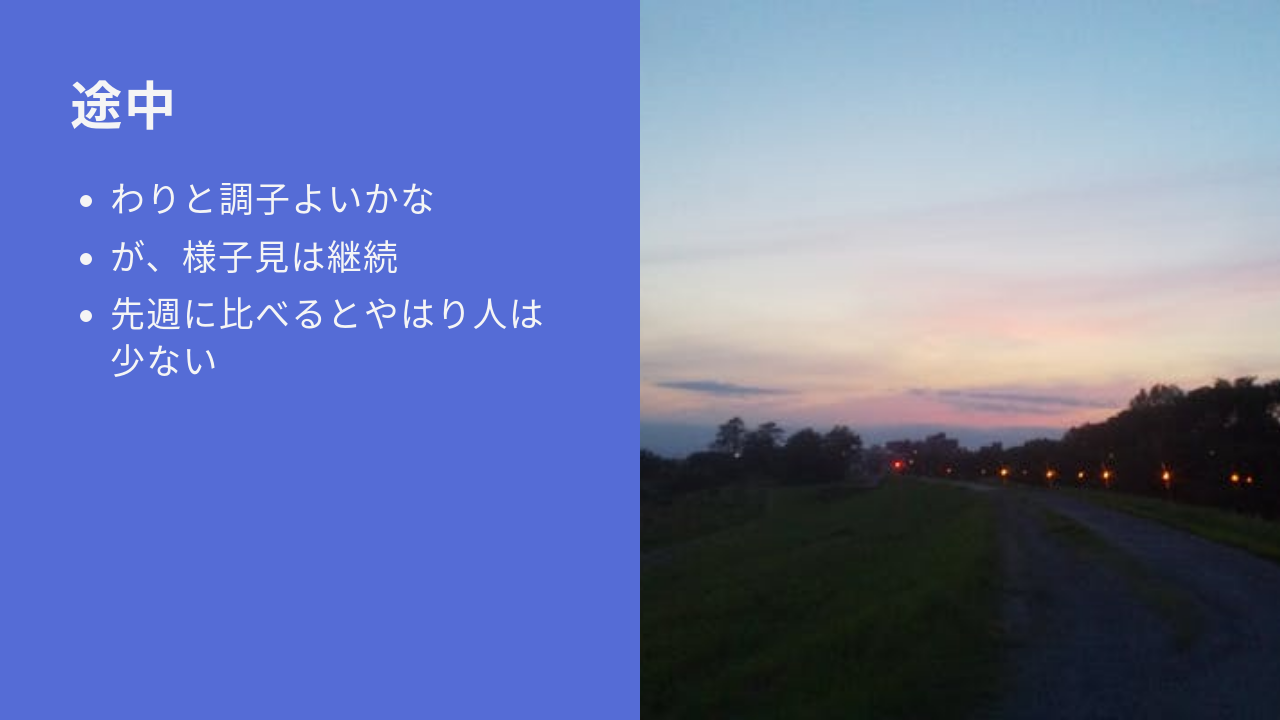 途中
• わりと調子よいかな
• が、様子見は継続
• 先週に比べるとやはり人は
少ない